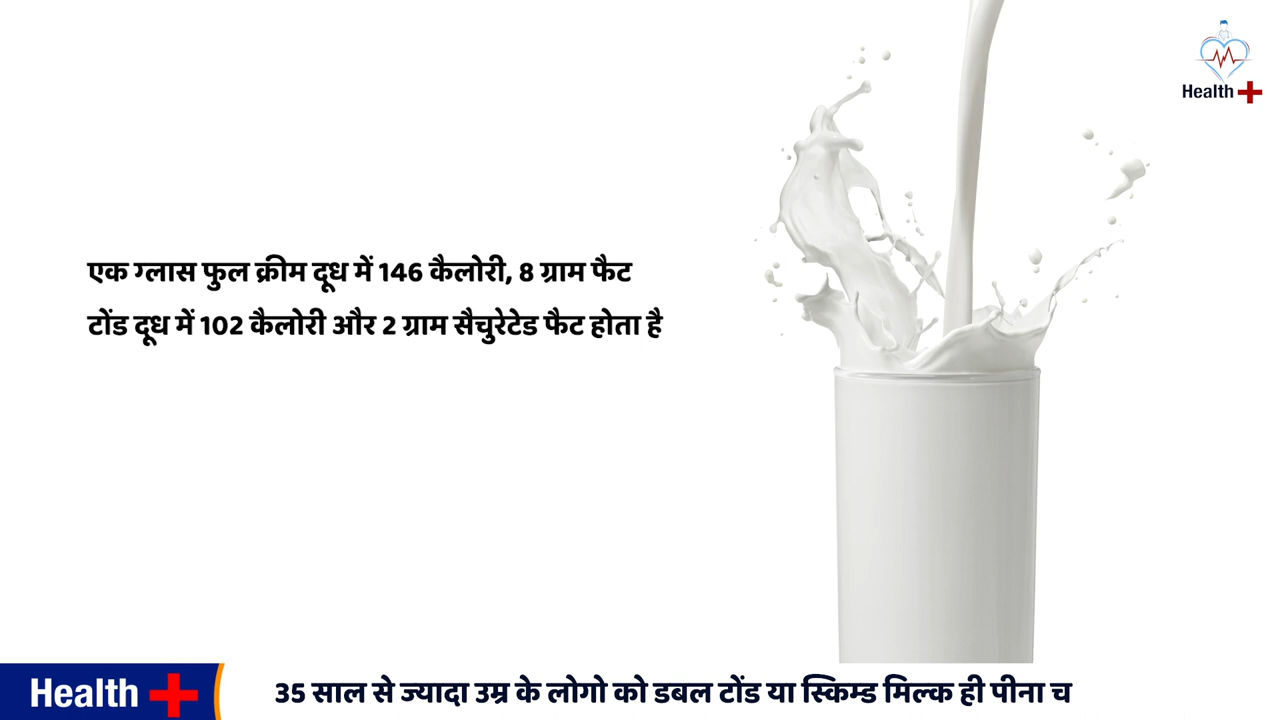 Health
एक ग्लास फुल क्रीम दूध में 146 कैलोरी, 8 ग्राम फैट
टोंड दूध में 102 कैलोरी और 2 ग्राम सैचुरेटेड फैट होता है
Health
35 साल से ज्यादा उम्र के लोगो को डबल टोंड या स्किम्ड मिल्क ही पीना च